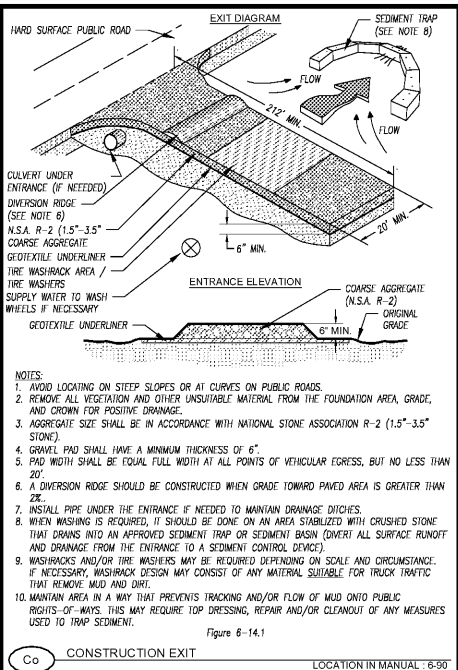 EXIT DIAGRAM
HARD SURFACE PUBLIC ROAD
SEDIMENT TRAP
(SEE NOTE 8)
FLOW
212' MIN.
FLOW
20' MIN.
CULVERT UNDER
ENTRANCE (IF NEEEDED)
DIVERSION RIDGE
(SEE NOTE 6)
N.S.A. R-2 (1.5"-3.5"
COARSE AGGREGATE
GEOTEXTILE UNDERLINER
TIRE WASHRACK AREA /
TIRE WASHERS
SUPPLY WATER TO WASH
WHEELS IF NECESSARY
6" MIN.
ENTRANCE ELEVATION
COARSE AGGREGATE
(N.S.A. R-2)
GEOTEXTILE UNDERLINER
6" MIN.
ORIGINAL
GRADE
NOTES:
1. AVOID LOCATING ON STEEP SLOPES OR AT CURVES ON PUBLIC ROADS.
2. REMOVE ALL VEGETATION AND OTHER UNSUITABLE MATERIAL FROM THE FOUNDATION AREA, GRADE,
AND CROWN FOR POSITIVE DRAINAGE.
3. AGGREGATE SIZE SHALL BE IN ACCORDANCE WITH NATIONAL STONE ASSOCIATION R-2 (1.5"-3.5"
STONE).
4. GRAVEL PAD SHALL HAVE A MINIMUM THICKNESS OF 6".
5. PAD WIDTH SHALL BE EQUAL FULL WIDTH AT ALL POINTS OF VEHICULAR EGRESS, BUT NO LESS THAN
20'.
6. A DIVERSION RIDGE SHOULD BE CONSTRUCTED WHEN GRADE TOWARD PAVED AREA IS GREATER THAN
2%..
7. INSTALL PIPE UNDER THE ENTRANCE IF NEEDED TO MAINTAIN DRAINAGE DITCHES.
8. WHEN WASHING IS REQUIRED, IT SHOULD BE DONE ON AN AREA STABILIZED WITH CRUSHED STONE
THAT DRAINS INTO AN APPROVED SEDIMENT TRAP OR SEDIMENT BASIN (DIVERT ALL SURFACE RUNOFF
AND DRAINAGE FROM THE ENTRANCE TO A SEDIMENT CONTROL DEVICE).
9. WASHRACKS AND/OR TIRE WASHERS MAY BE REQUIRED DEPENDING ON SCALE AND CIRCUMSTANCE.
IF NECESSARY, WASHRACK DESIGN MAY CONSIST OF ANY MATERIAL SUITABLE FOR TRUCK TRAFFIC
THAT REMOVE MUD AND DIRT.
10. MAINTAIN AREA IN A WAY THAT PREVENTS TRACKING AND/OR FLOW OF MUD ONTO PUBLIC
RIGHTS-OF-WAYS. THIS MAY REQUIRE TOP DRESSING, REPAIR AND/OR CLEANOUT OF ANY MEASURES
USED TO TRAP SEDIMENT.
Figure 6-14.1
Co
CONSTRUCTION EXIT
LOCATION IN MANUAL : 6-90